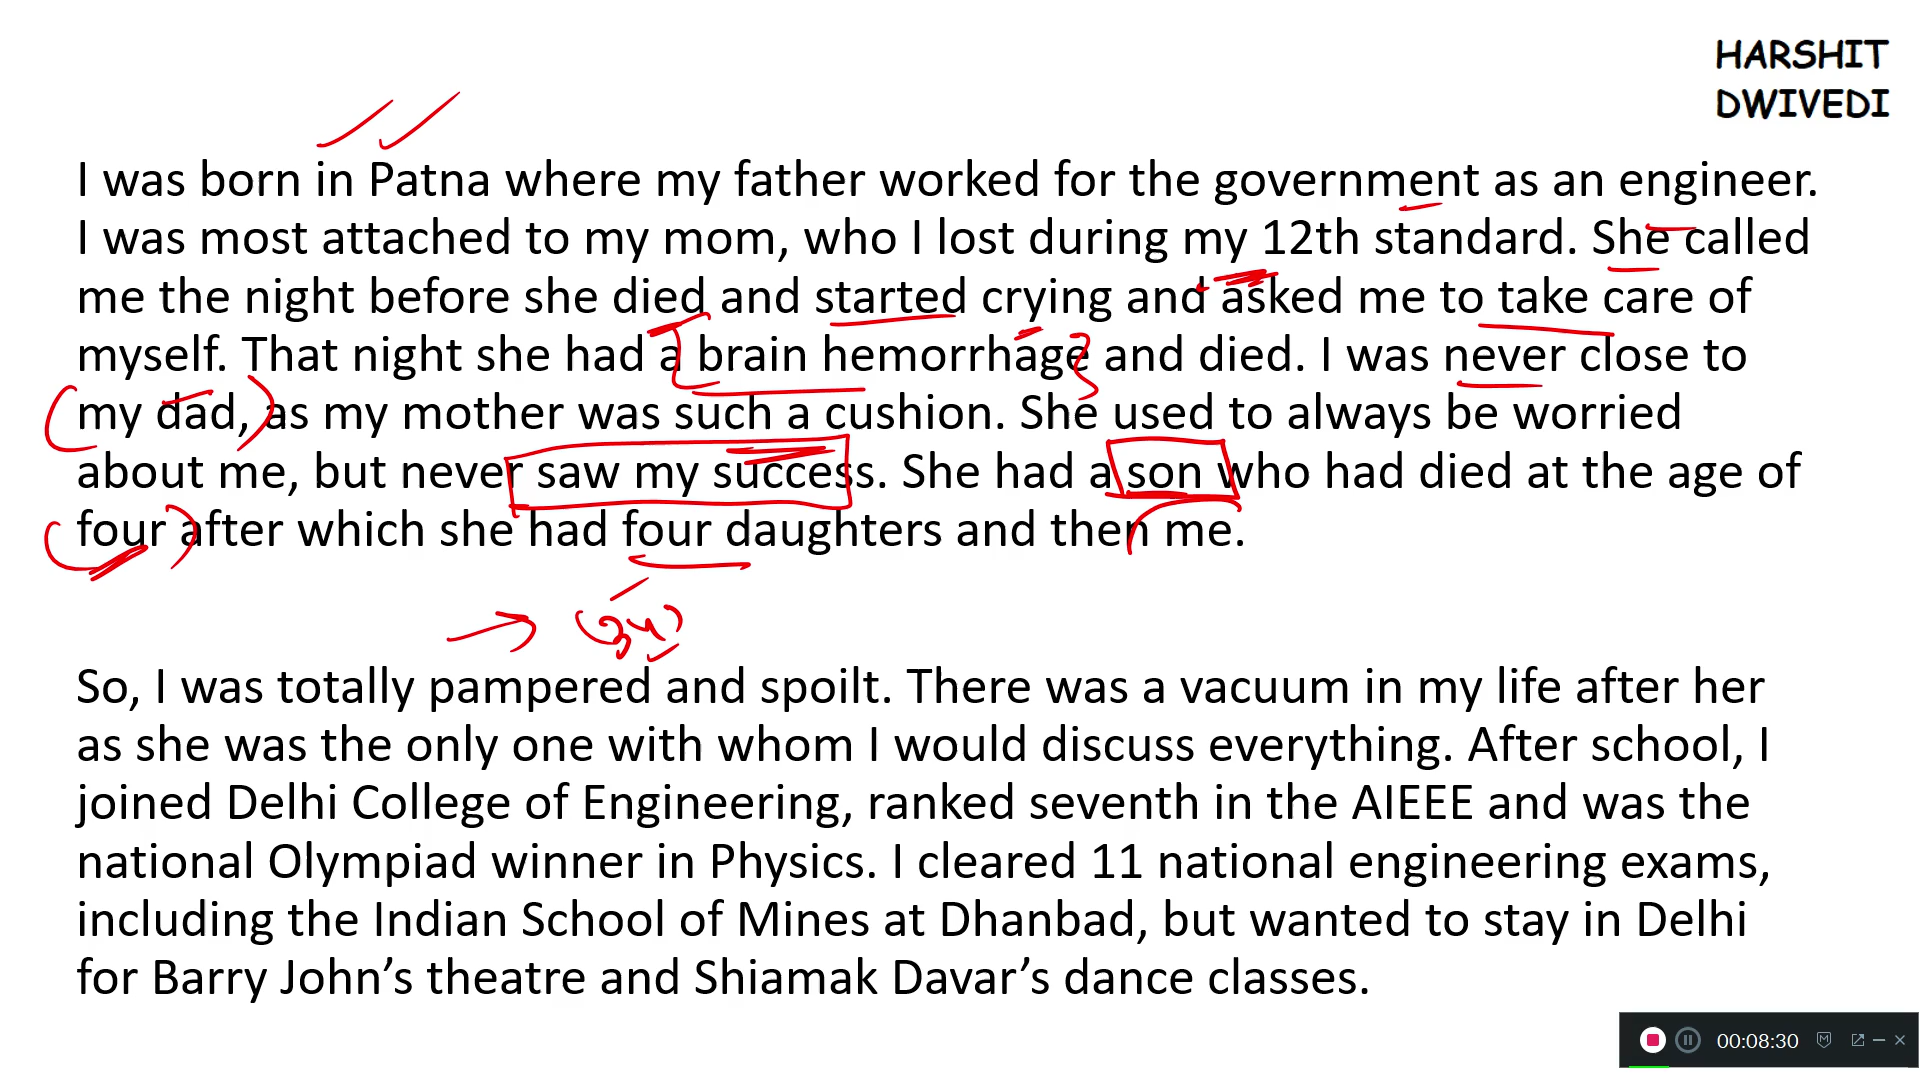 HARSHIT
DWIVEDI
I was born in Patna where my father worked for the government as an engineer.
I was most attached to my mom, who I lost during my 12th standard. She called
me the night before she died and started crying and asked me to take care of
myself. That night she had a brain hemorrhage and died. I was never close to
my dad, as my mother was such a cushion. She used to always be worried
about me, but never saw my success. She had a son who had died at the age of
four after which she had four daughters and then me.
So, I was totally pampered and spoilt. There was a vacuum in my life after her
as she was the only one with whom I would discuss everything. After school, I
joined Delhi College of Engineering, ranked seventh in the AIEEE and was the
national Olympiad winner in Physics. I cleared 11 national engineering exams,
including the Indian School of Mines at Dhanbad, but wanted to stay in Delhi
for Barry John’s theatre and Shiamak Davar’s dance classes.
00:08:30